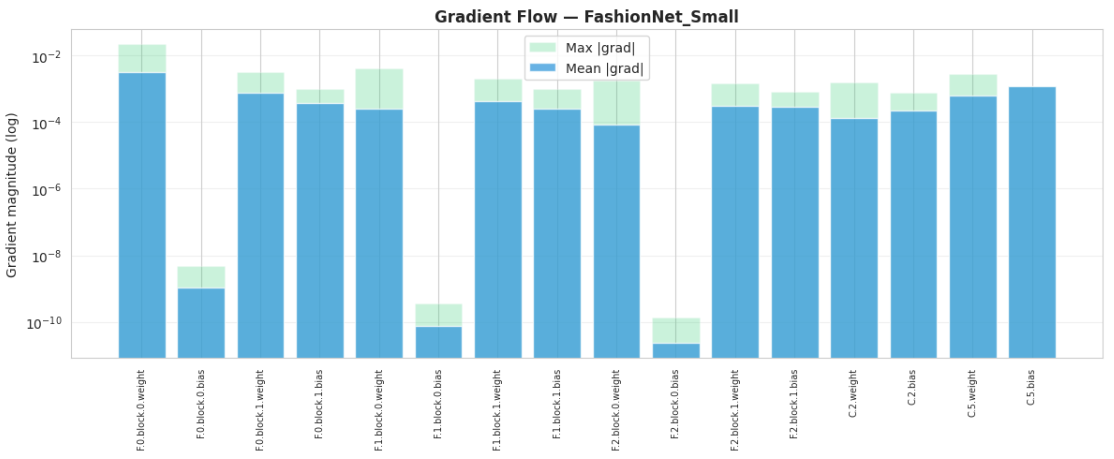 Gradient Flow — FashionNet_Small
Max |grad|
Mean |grad|
Gradient magnitude (log)
10⁻²
10⁻⁴
10⁻⁶
10⁻⁸
10⁻¹⁰
F.0.block.0.weight
F.0.block.0.bias
F.0.block.1.weight
F.0.block.1.bias
F.1.block.0.weight
F.1.block.0.bias
F.1.block.1.weight
F.1.block.1.bias
F.2.block.0.weight
F.2.block.0.bias
F.2.block.1.weight
F.2.block.1.bias
C.2.weight
C.2.bias
C.5.weight
C.5.bias